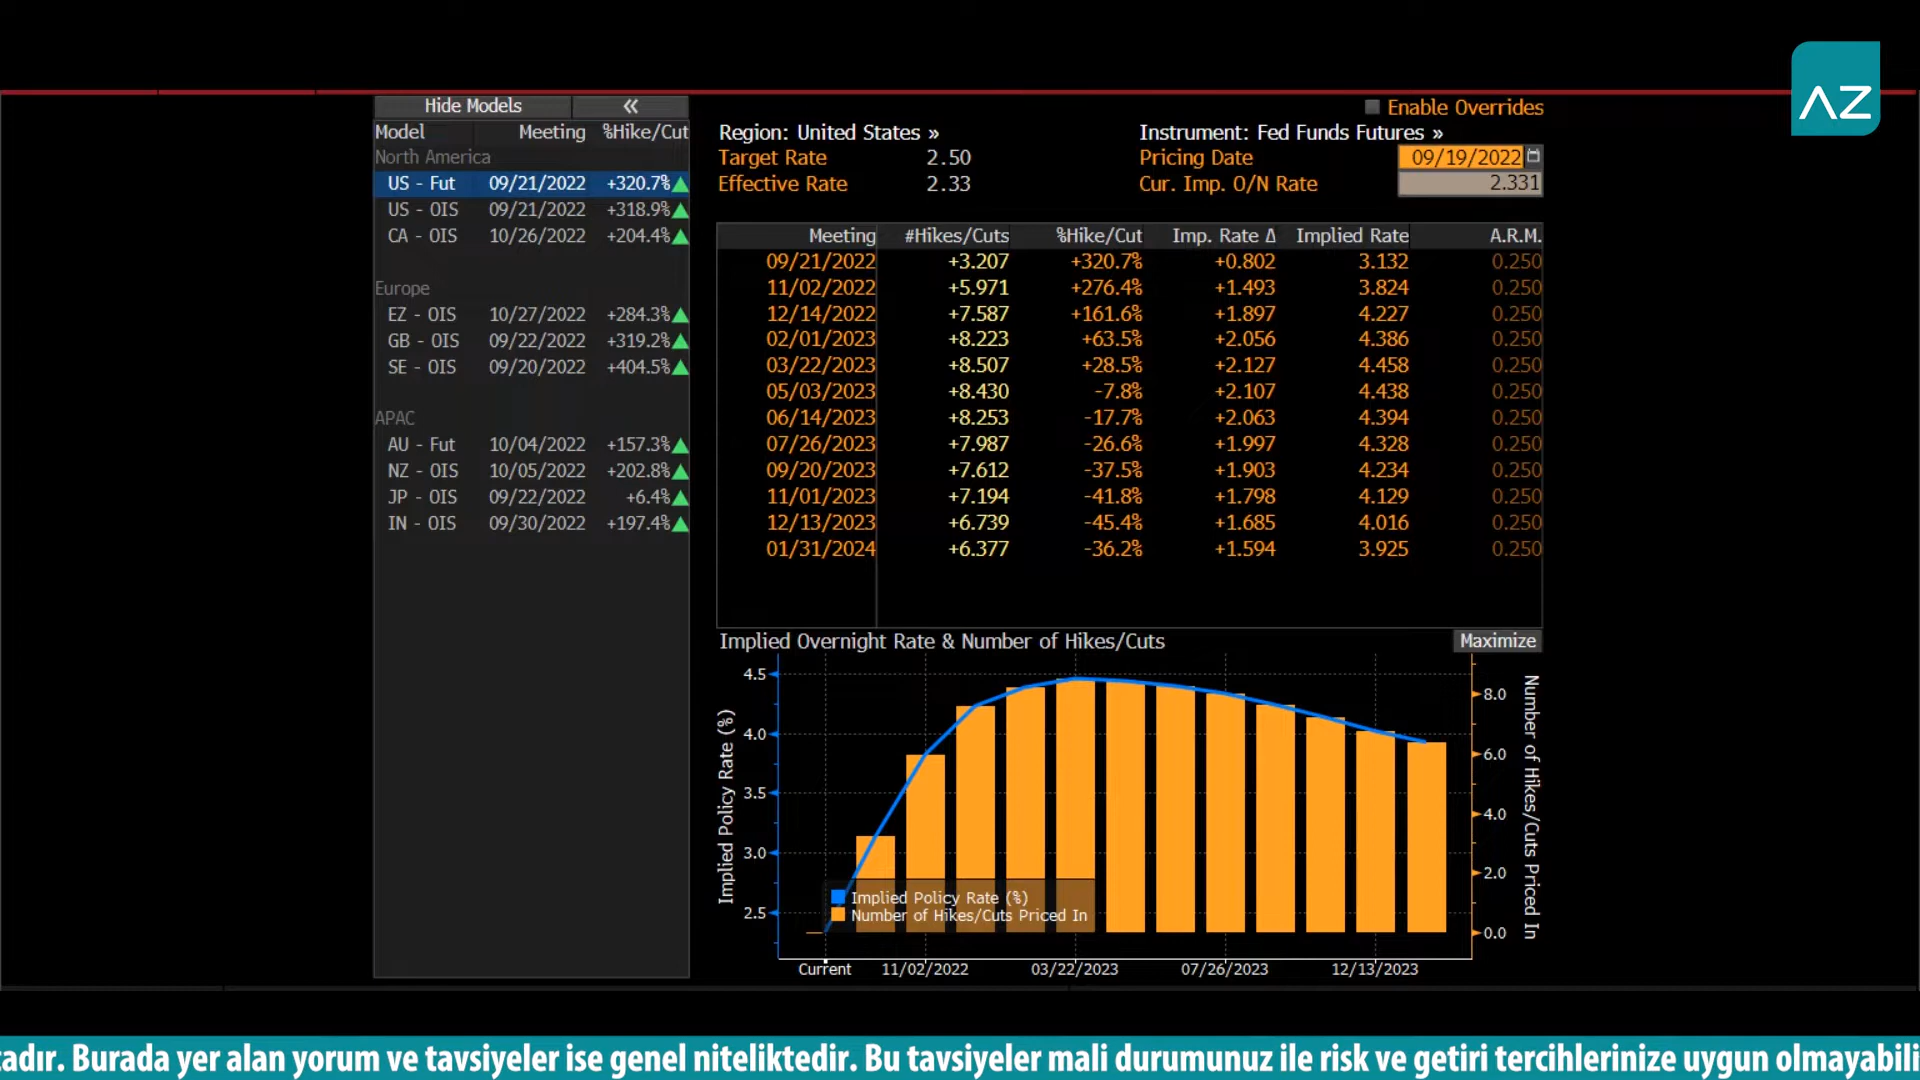 AZ
Hide Models «
Model Meeting %Hike/Cut
North America
US - Fut 09/21/2022 +320.7%
US - OIS 09/21/2022 +318.9%
CA - OIS 10/26/2022 +204.4%
Europe
EZ - OIS 10/27/2022 +284.3%
GB - OIS 09/22/2022 +319.2%
SE - OIS 09/20/2022 +404.5%
APAC
AU - Fut 10/04/2022 +157.3%
NZ - OIS 10/05/2022 +202.8%
JP - OIS 09/22/2022 +6.4%
IN - OIS 09/30/2022 +197.4%
Enable Overrides
Region: United States » Instrument: Fed Funds Futures »
Target Rate 2.50 Pricing Date 09/19/2022
Effective Rate 2.33 Cur. Imp. O/N Rate 2.331
Meeting #Hikes/Cuts %Hike/Cut Imp. Rate Δ Implied Rate A.R.M.
09/21/2022 +3.207 +320.7% +0.802 3.132 0.250
11/02/2022 +5.971 +276.4% +1.493 3.824 0.250
12/14/2022 +7.587 +161.6% +1.897 4.227 0.250
02/01/2023 +8.223 +63.5% +2.056 4.386 0.250
03/22/2023 +8.507 +28.5% +2.127 4.458 0.250
05/03/2023 +8.430 -7.8% +2.107 4.438 0.250
06/14/2023 +8.253 -17.7% +2.063 4.394 0.250
07/26/2023 +7.987 -26.6% +1.997 4.328 0.250
09/20/2023 +7.612 -37.5% +1.903 4.234 0.250
11/01/2023 +7.194 -41.8% +1.798 4.129 0.250
12/13/2023 +6.739 -45.4% +1.685 4.016 0.250
01/31/2024 +6.377 -36.2% +1.594 3.925 0.250
Implied Overnight Rate & Number of Hikes/Cuts Maximize
Implied Policy Rate (%)
4.5
4.0
3.5
3.0
2.5
Implied Policy Rate (%)
Number of Hikes/Cuts Priced In
8.0
6.0
4.0
2.0
0.0
Number of Hikes/Cuts Priced In
Current 11/02/2022 03/22/2023 07/26/2023 12/13/2023
tadır. Burada yer alan yorum ve tavsiyeler ise genel niteliktedir. Bu tavsiyeler mali durumunuz ile risk ve getiri tercihlerinize uygun olmayabili